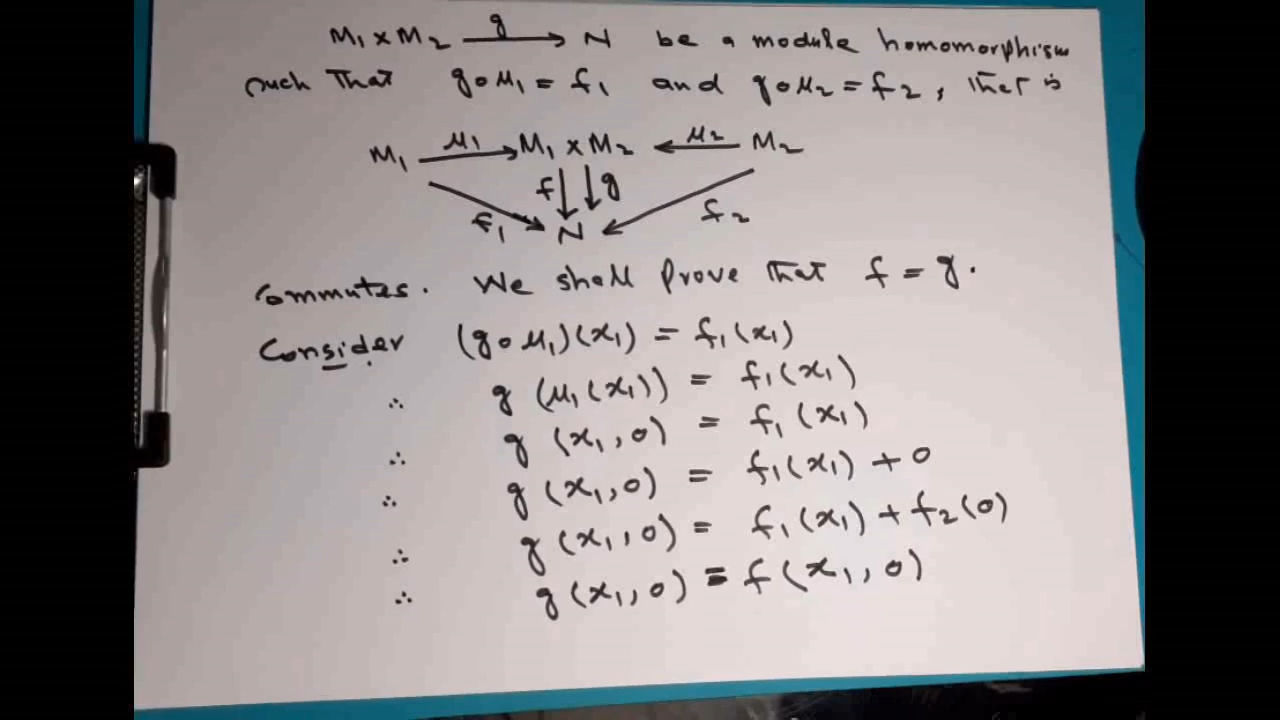 M₁ × M₂ —g→ N be a module homomorphism
such that g∘μ₁ = f₁ and g∘μ₂ = f₂, that is
M₁ —μ₁→ M₁ × M₂ ←μ₂— M₂
f g
f₁ N f₂
Commutes. We shall prove that f = g.
Consider (g∘μ₁)(x₁) = f₁(x₁)
∴ g (μ₁(x₁)) = f₁(x₁)
∴ g (x₁, 0) = f₁(x₁)
∴ g (x₁, 0) = f₁(x₁) + 0
∴ g (x₁, 0) = f₁(x₁) + f₂(0)
∴ g (x₁, 0) = f(x₁, 0)